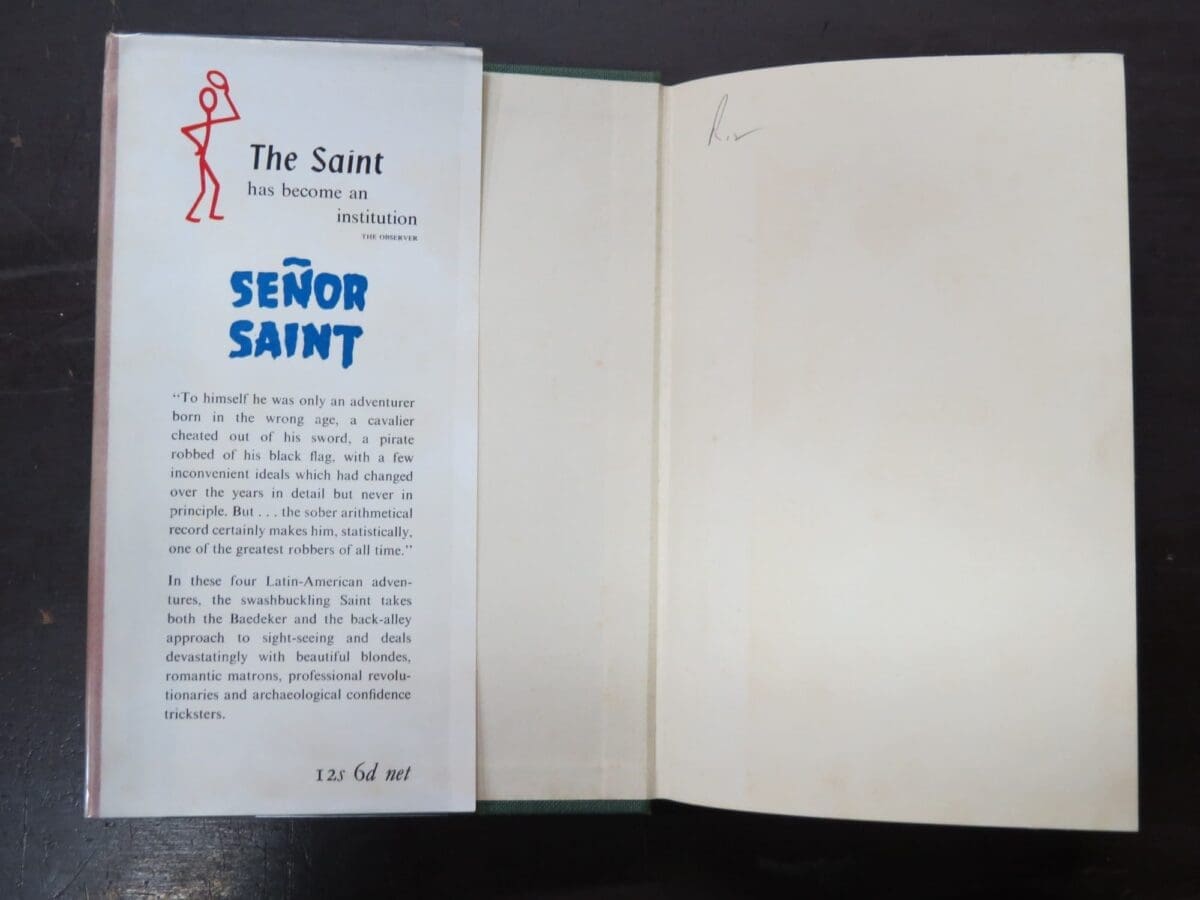 The Saint
has become an
institution
THE OBSERVER
SEÑOR
SAINT
“To himself he was only an adventurer
born in the wrong age, a cavalier
cheated out of his sword, a pirate
robbed of his black flag, with a few
inconvenient ideals which had changed
over the years in detail but never in
principle. But . . . the sober arithmetical
record certainly makes him, statistically,
one of the greatest robbers of all time.”
In these four Latin-American adven-
tures, the swashbuckling Saint takes
both the Baedeker and the back-alley
approach to sight-seeing and deals
devastatingly with beautiful blondes,
romantic matrons, professional revolu-
tionaries and archaeological confidence
tricksters.
12s 6d net